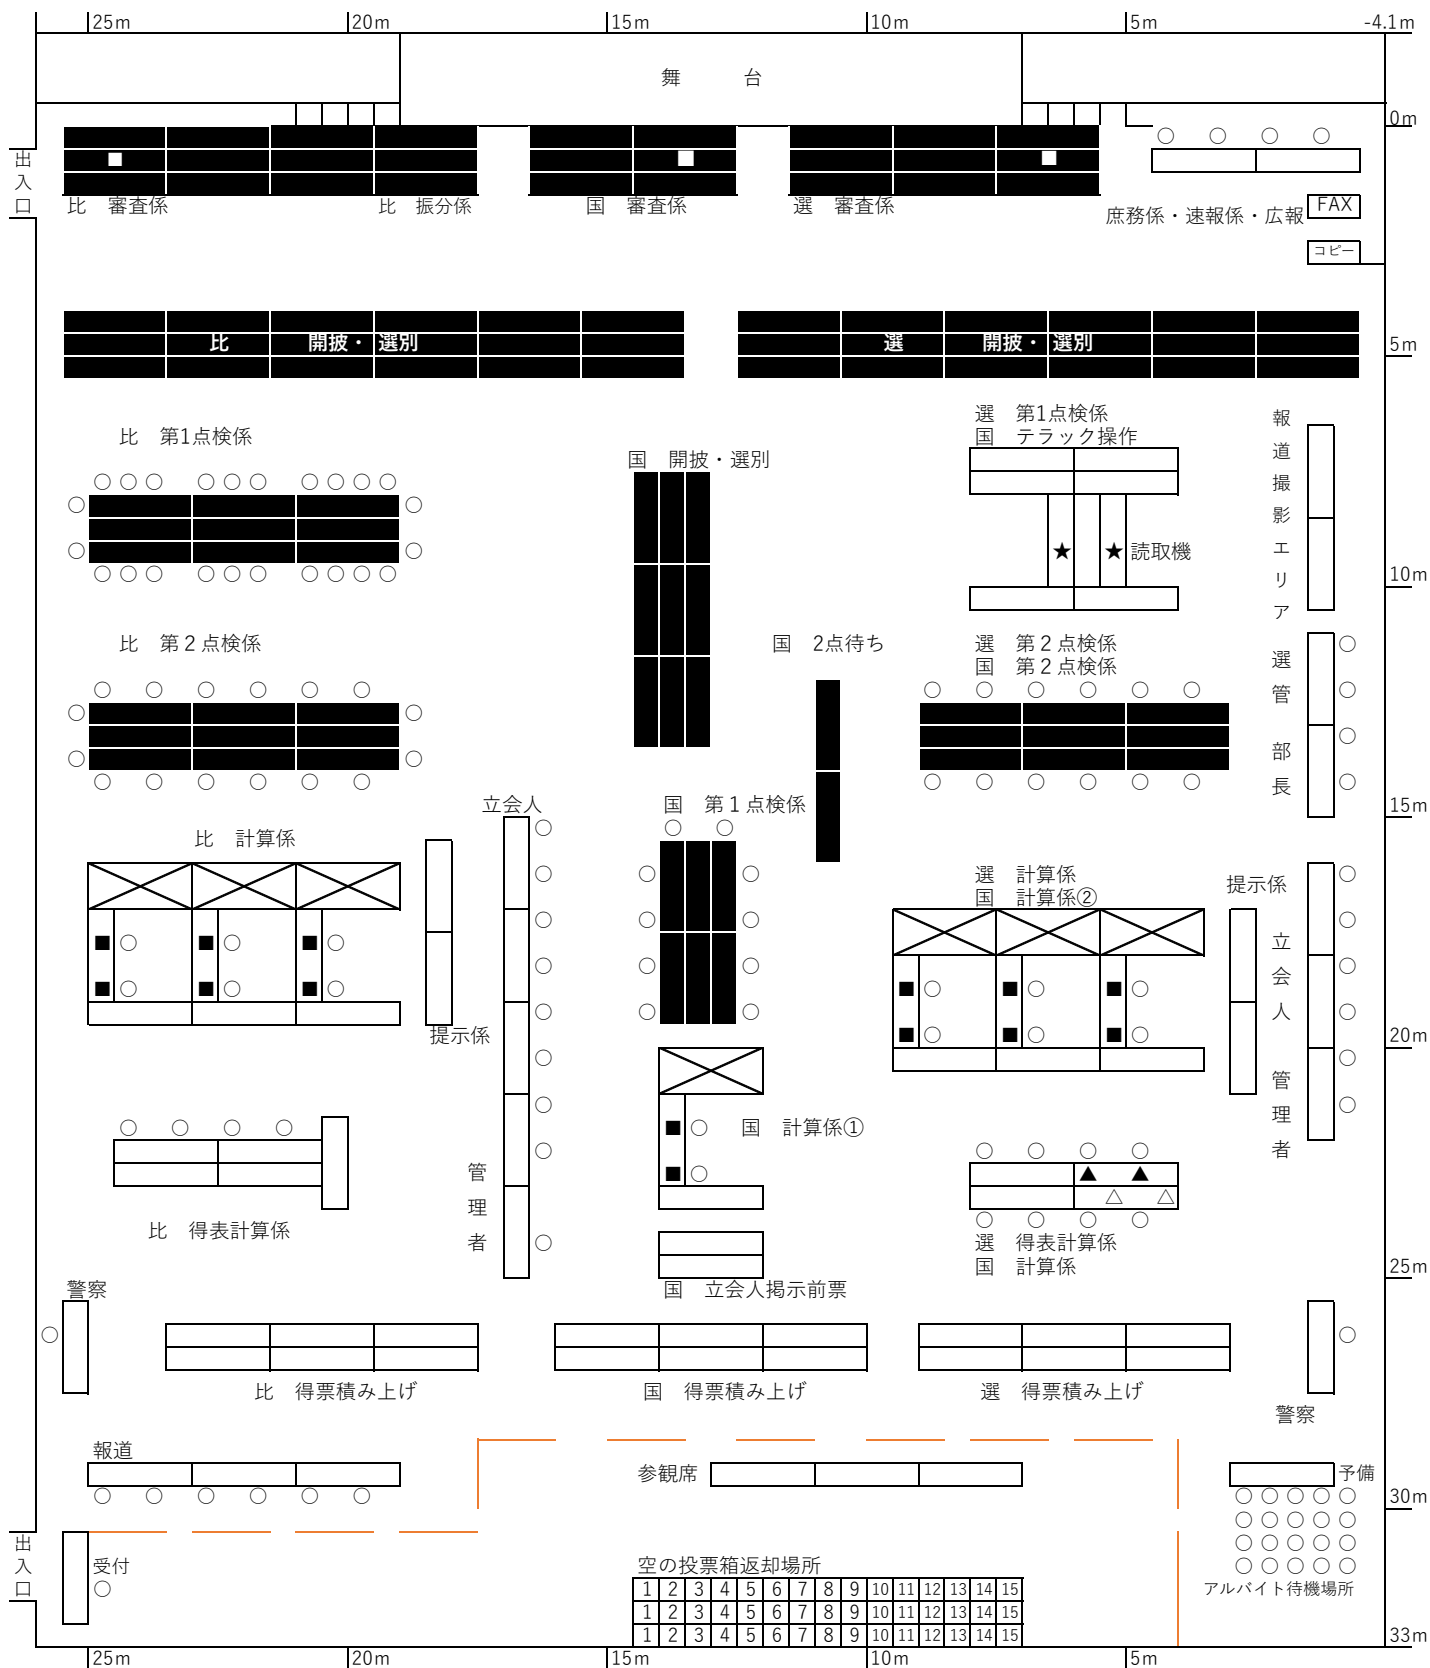 25m 20m 15m 10m 5m -4.1m
舞　台
0m
出入口
比　審査係
比　振分係
国　審査係
選　審査係
庶務係・速報係・広報
FAX
コピー
比　開披・選別
選　開披・選別
5m
比　第1点検係
国　開披・選別
選　第1点検係
国　テラック操作
報道撮影エリア
★ ★ 読取機
10m
比　第２点検係
国　2点待ち
選　第２点検係
国　第２点検係
選管　部長
立会人
国　第１点検係
15m
比　計算係
選　計算係
国　計算係②
提示係
立会人　管理者
提示係
20m
国　計算係①
管理者
比　得表計算係
選　得表計算係
国　計算係
25m
警察
国　立会人掲示前票
比　得票積み上げ
国　得票積み上げ
選　得票積み上げ
警察
報道
参観席
予備
30m
出入口
受付
空の投票箱返却場所
アルバイト待機場所
1 2 3 4 5 6 7 8 9 10 11 12 13 14 15
1 2 3 4 5 6 7 8 9 10 11 12 13 14 15
1 2 3 4 5 6 7 8 9 10 11 12 13 14 15
33m
25m 20m 15m 10m 5m